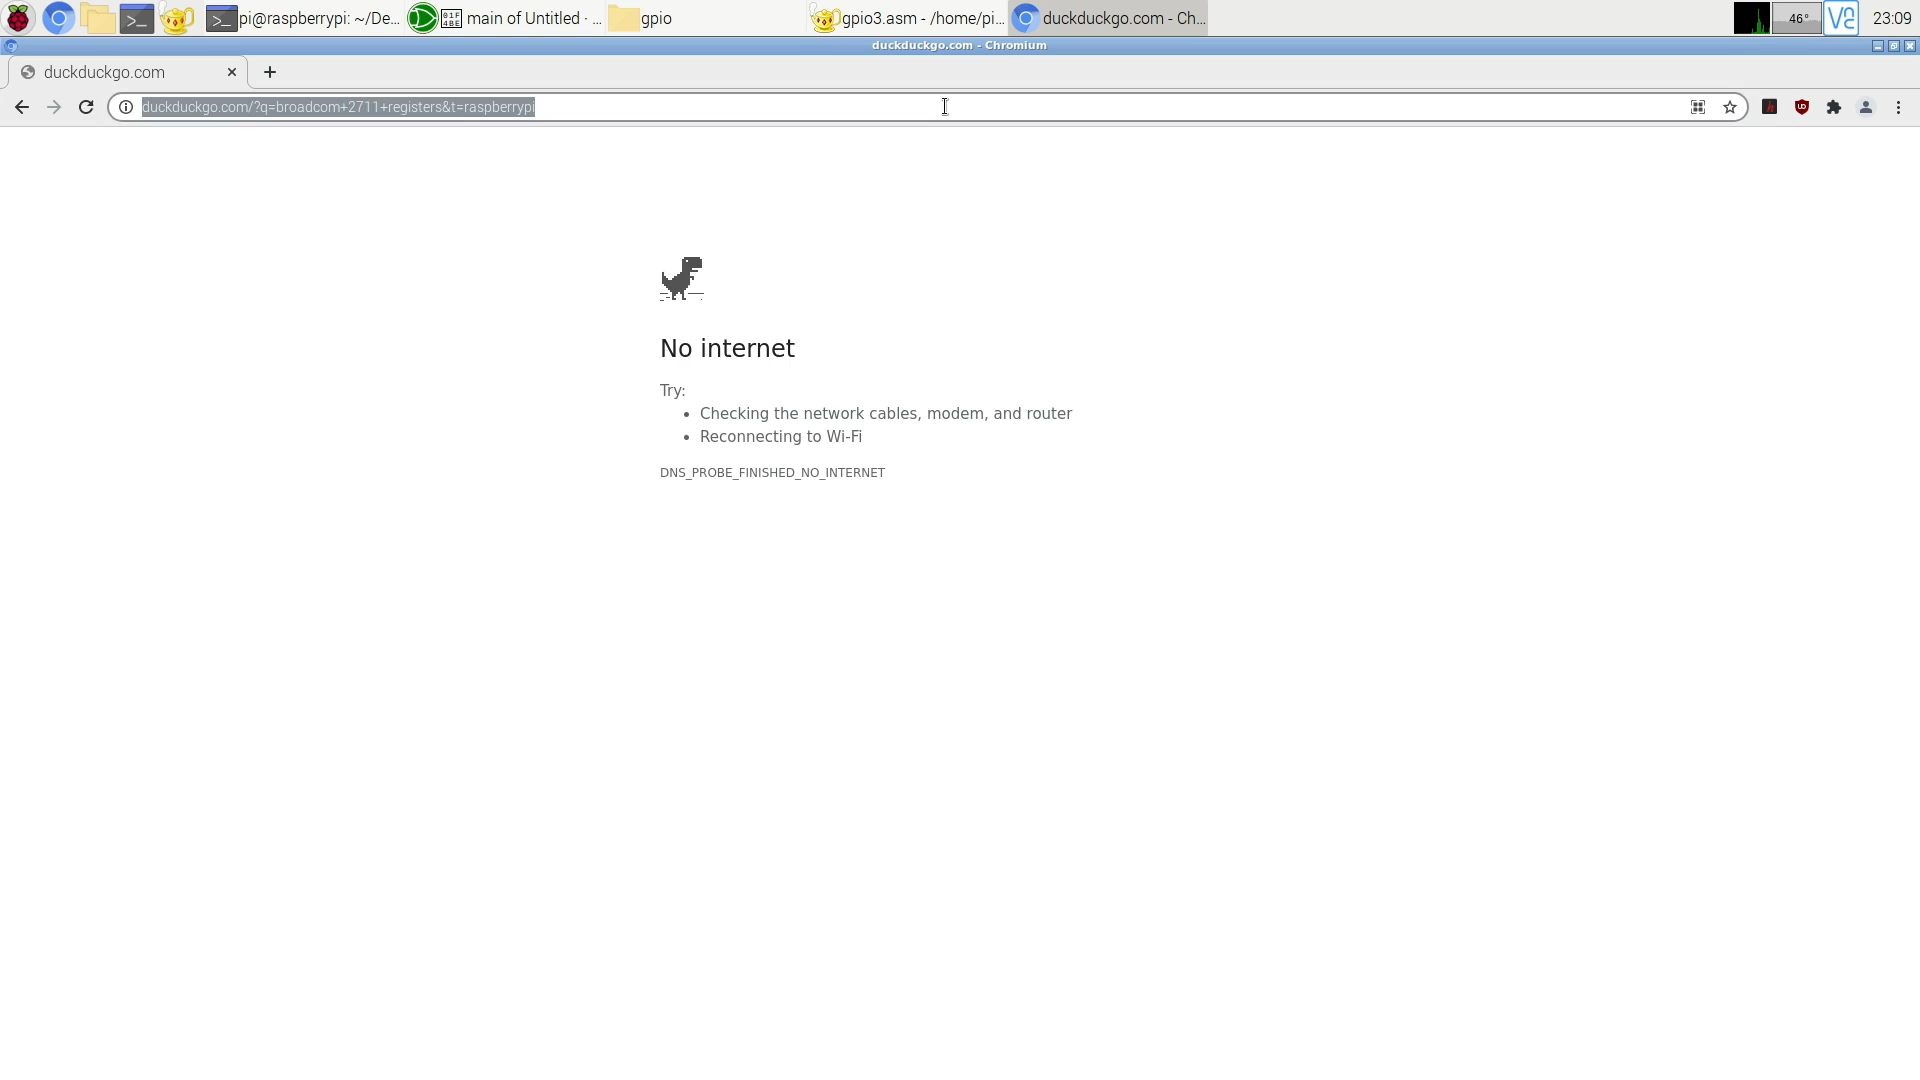 pi@raspberrypi: ~/De...
main of Untitled · ...
gpio
gpio3.asm - /home/pi...
duckduckgo.com - Ch...
46°
23:09
duckduckgo.com - Chromium
duckduckgo.com
duckduckgo.com/?q=broadcom+2711+registers&t=raspberrypi
No internet
Try:
• Checking the network cables, modem, and router
• Reconnecting to Wi-Fi
DNS_PROBE_FINISHED_NO_INTERNET